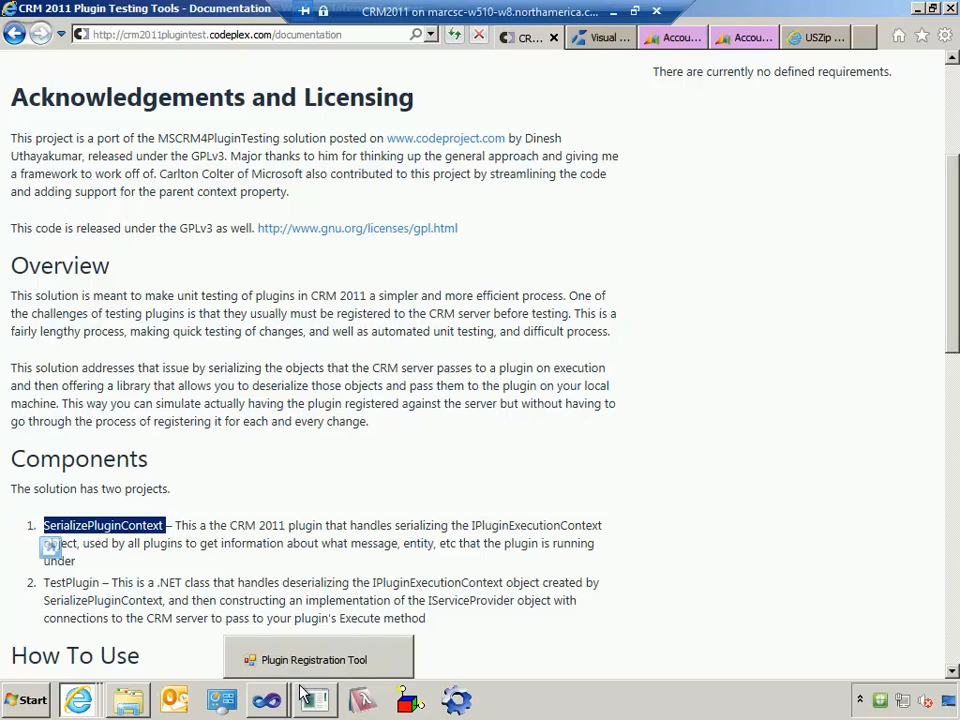 CRM 2011 Plugin Testing Tools - Documentation
CRM2011 on marcsc-w510-w8.northamerica.c...
http://crm2011plugintest.codeplex.com/documentation
CR...
Visual ...
Accou...
Accou...
USZip ...
There are currently no defined requirements.
Acknowledgements and Licensing
This project is a port of the MSCRM4PluginTesting solution posted on www.codeproject.com by Dinesh
Uthayakumar, released under the GPLv3. Major thanks to him for thinking up the general approach and giving me
a framework to work off of. Carlton Colter of Microsoft also contributed to this project by streamlining the code
and adding support for the parent context property.
This code is released under the GPLv3 as well. http://www.gnu.org/licenses/gpl.html
Overview
This solution is meant to make unit testing of plugins in CRM 2011 a simpler and more efficient process. One of
the challenges of testing plugins is that they usually must be registered to the CRM server before testing. This is a
fairly lengthy process, making quick testing of changes, and well as automated unit testing, and difficult process.
This solution addresses that issue by serializing the objects that the CRM server passes to a plugin on execution
and then offering a library that allows you to deserialize those objects and pass them to the plugin on your local
machine. This way you can simulate actually having the plugin registered against the server but without having to
go through the process of registering it for each and every change.
Components
The solution has two projects.
1. SerializePluginContext – This a the CRM 2011 plugin that handles serializing the IPluginExecutionContext
object, used by all plugins to get information about what message, entity, etc that the plugin is running
under
2. TestPlugin – This is a .NET class that handles deserializing the IPluginExecutionContext object created by
SerializePluginContext, and then constructing an implementation of the IServiceProvider object with
connections to the CRM server to pass to your plugin's Execute method
How To Use
Plugin Registration Tool
Start